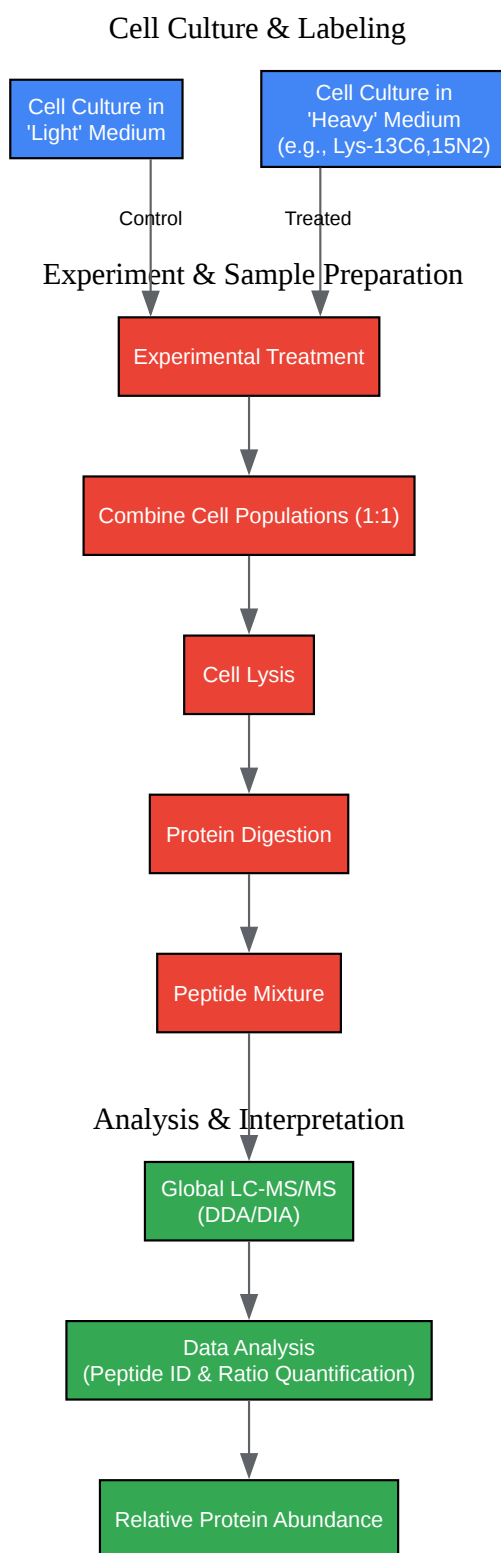 Cell Culture & Labeling
Cell Culture in
'Light' Medium
Cell Culture in
'Heavy' Medium
(e.g., Lys-13C6,15N2)
Control
Treated
Experiment & Sample Preparation
Experimental Treatment
Combine Cell Populations (1:1)
Cell Lysis
Protein Digestion
Peptide Mixture
Analysis & Interpretation
Global LC-MS/MS
(DDA/DIA)
Data Analysis
(Peptide ID & Ratio Quantification)
Relative Protein Abundance